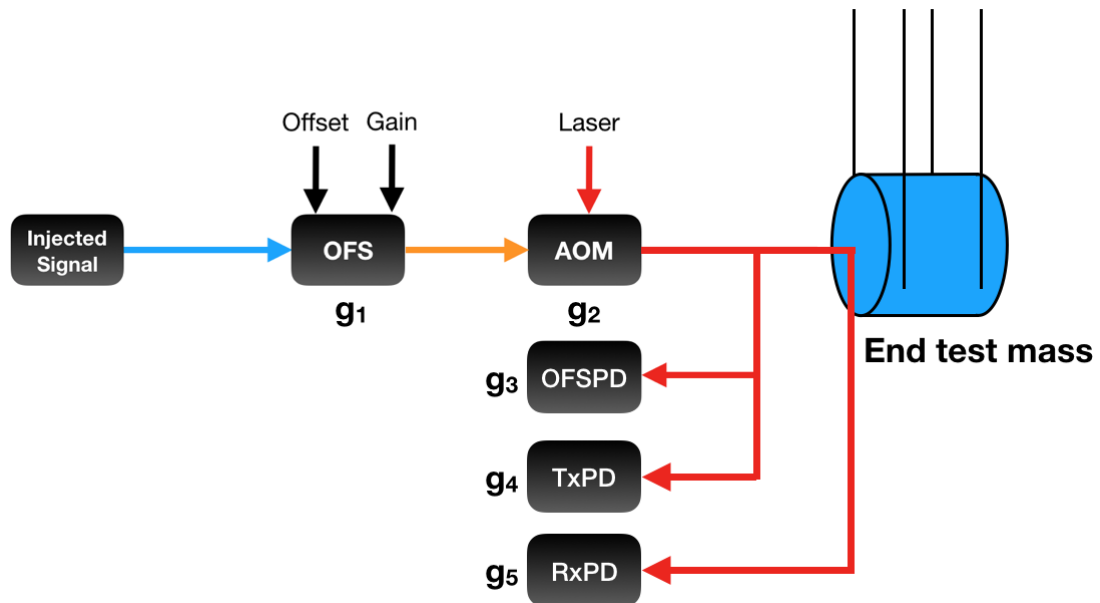 Offset Gain Laser
Injected
Signal
OFS
AOM
g₁
g₂
End test mass
g₃ OFSPD
g₄ TxPD
g₅ RxPD